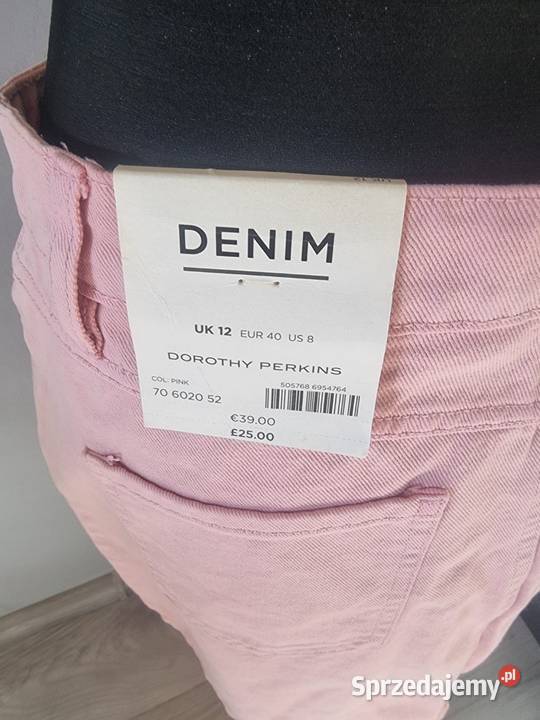 DENIM
UK 12 EUR 40 US 8
DOROTHY PERKINS
COL: PINK
505768 6954764
70 6020 52
€39.00
£25.00
Sprzedajemy.pl